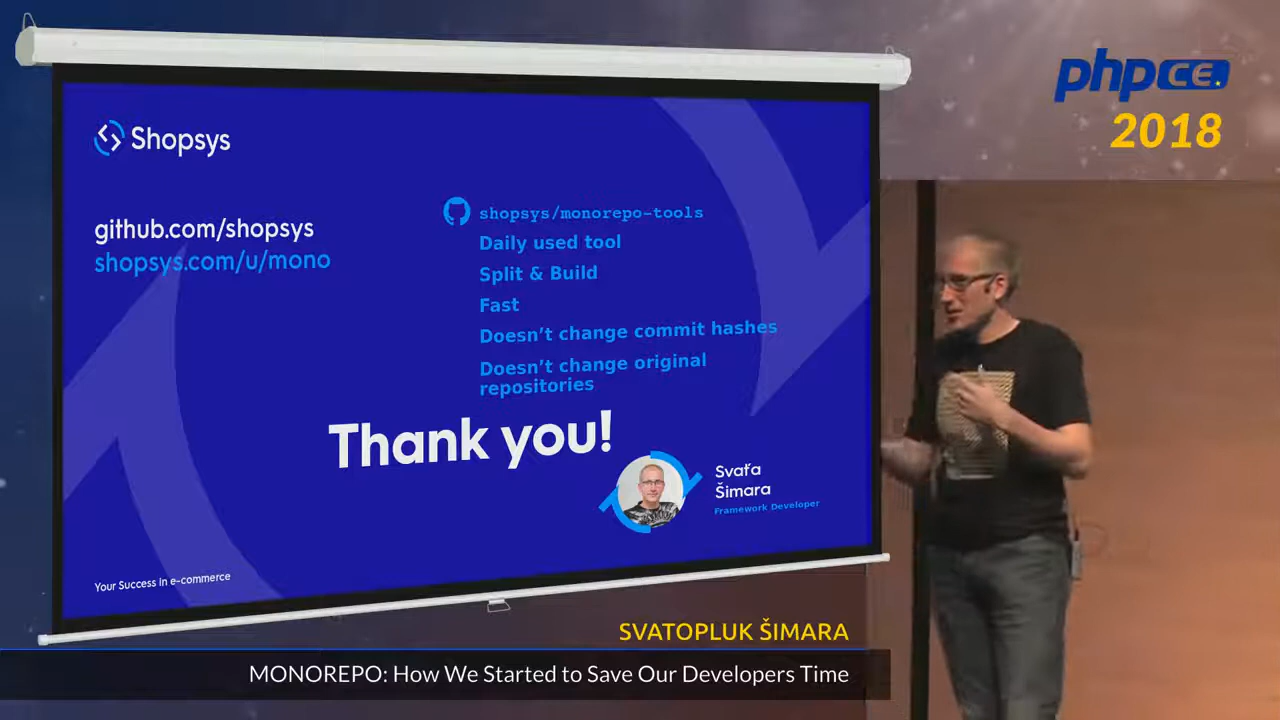 phpCE.
2018
Shopsys
github.com/shopsys
shopsys.com/u/mono
shopsys/monorepo-tools
Daily used tool
Split & Build
Fast
Doesn’t change commit hashes
Doesn’t change original
repositories
Thank you!
Svaťa
Šimara
Framework Developer
Your Success in e-commerce
SVATOPLUK ŠIMARA
MONOREPO: How We Started to Save Our Developers Time